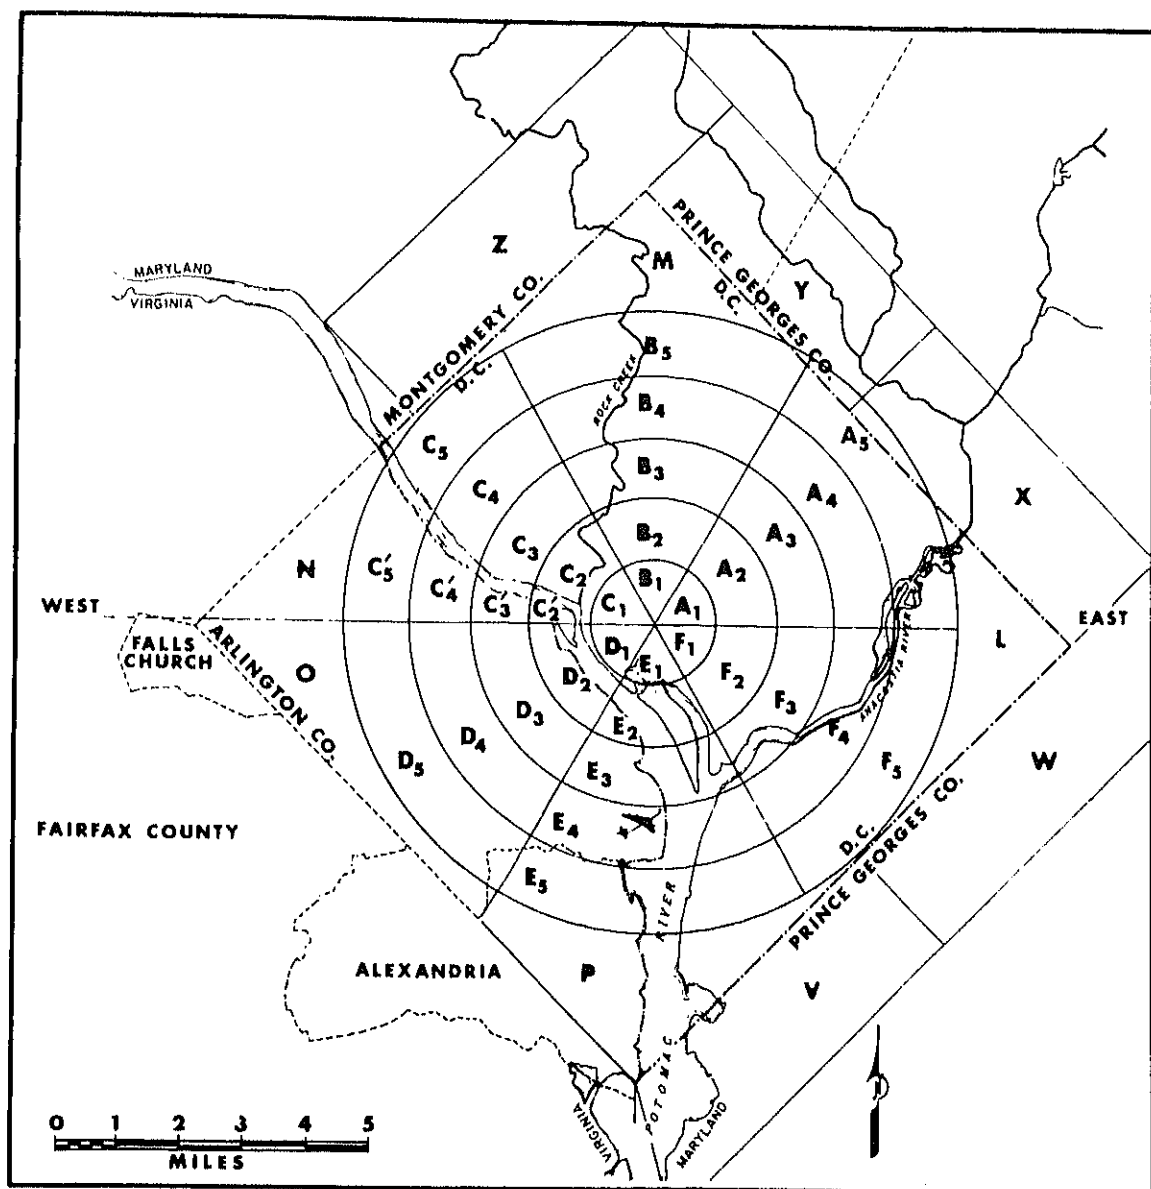 Z
M
MARYLAND
VIRGINIA
PRINCE GEORGES CO.
D.C.
Y
MONTGOMERY CO.
D.C.
ROCK CREEK
B5
B4
B3
B2
B1
A5
A4
A3
A2
A1
C5
C4
C3
C2
C1
C'5
C'4
C'3
C'2
X
N
WEST
EAST
FALLS
CHURCH
ARLINGTON CO.
O
L
D1
D2
D3
D4
D5
E1
E2
E3
E4
E5
F1
F2
F3
F4
F5
ANACOSTIA RIVER
W
FAIRFAX COUNTY
D.C.
PRINCE GEORGES CO.
ALEXANDRIA
P
V
POTOMAC RIVER
VIRGINIA
MARYLAND
N
0 1 2 3 5
MILES